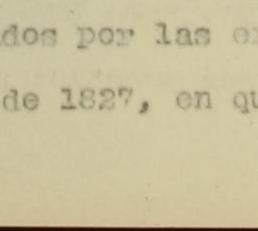 dos por las
de 1827, en qu